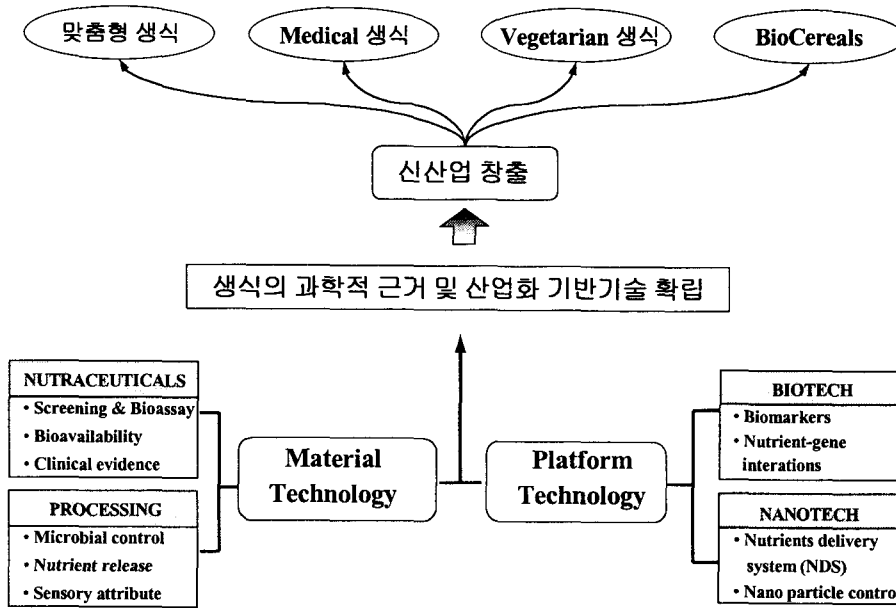 맞춤형 생식
Medical 생식
Vegetarian 생식
BioCereals
신산업 창출
생식의 과학적 근거 및 산업화 기반기술 확립
NUTRACEUTICALS
• Screening & Bioassay
• Bioavailability
• Clinical evidence
PROCESSING
• Microbial control
• Nutrient release
• Sensory attribute
Material
Technology
Platform
Technology
BIOTECH
• Biomarkers
• Nutrient-gene
interations
NANOTECH
• Nutrients delivery
system (NDS)
• Nano particle control